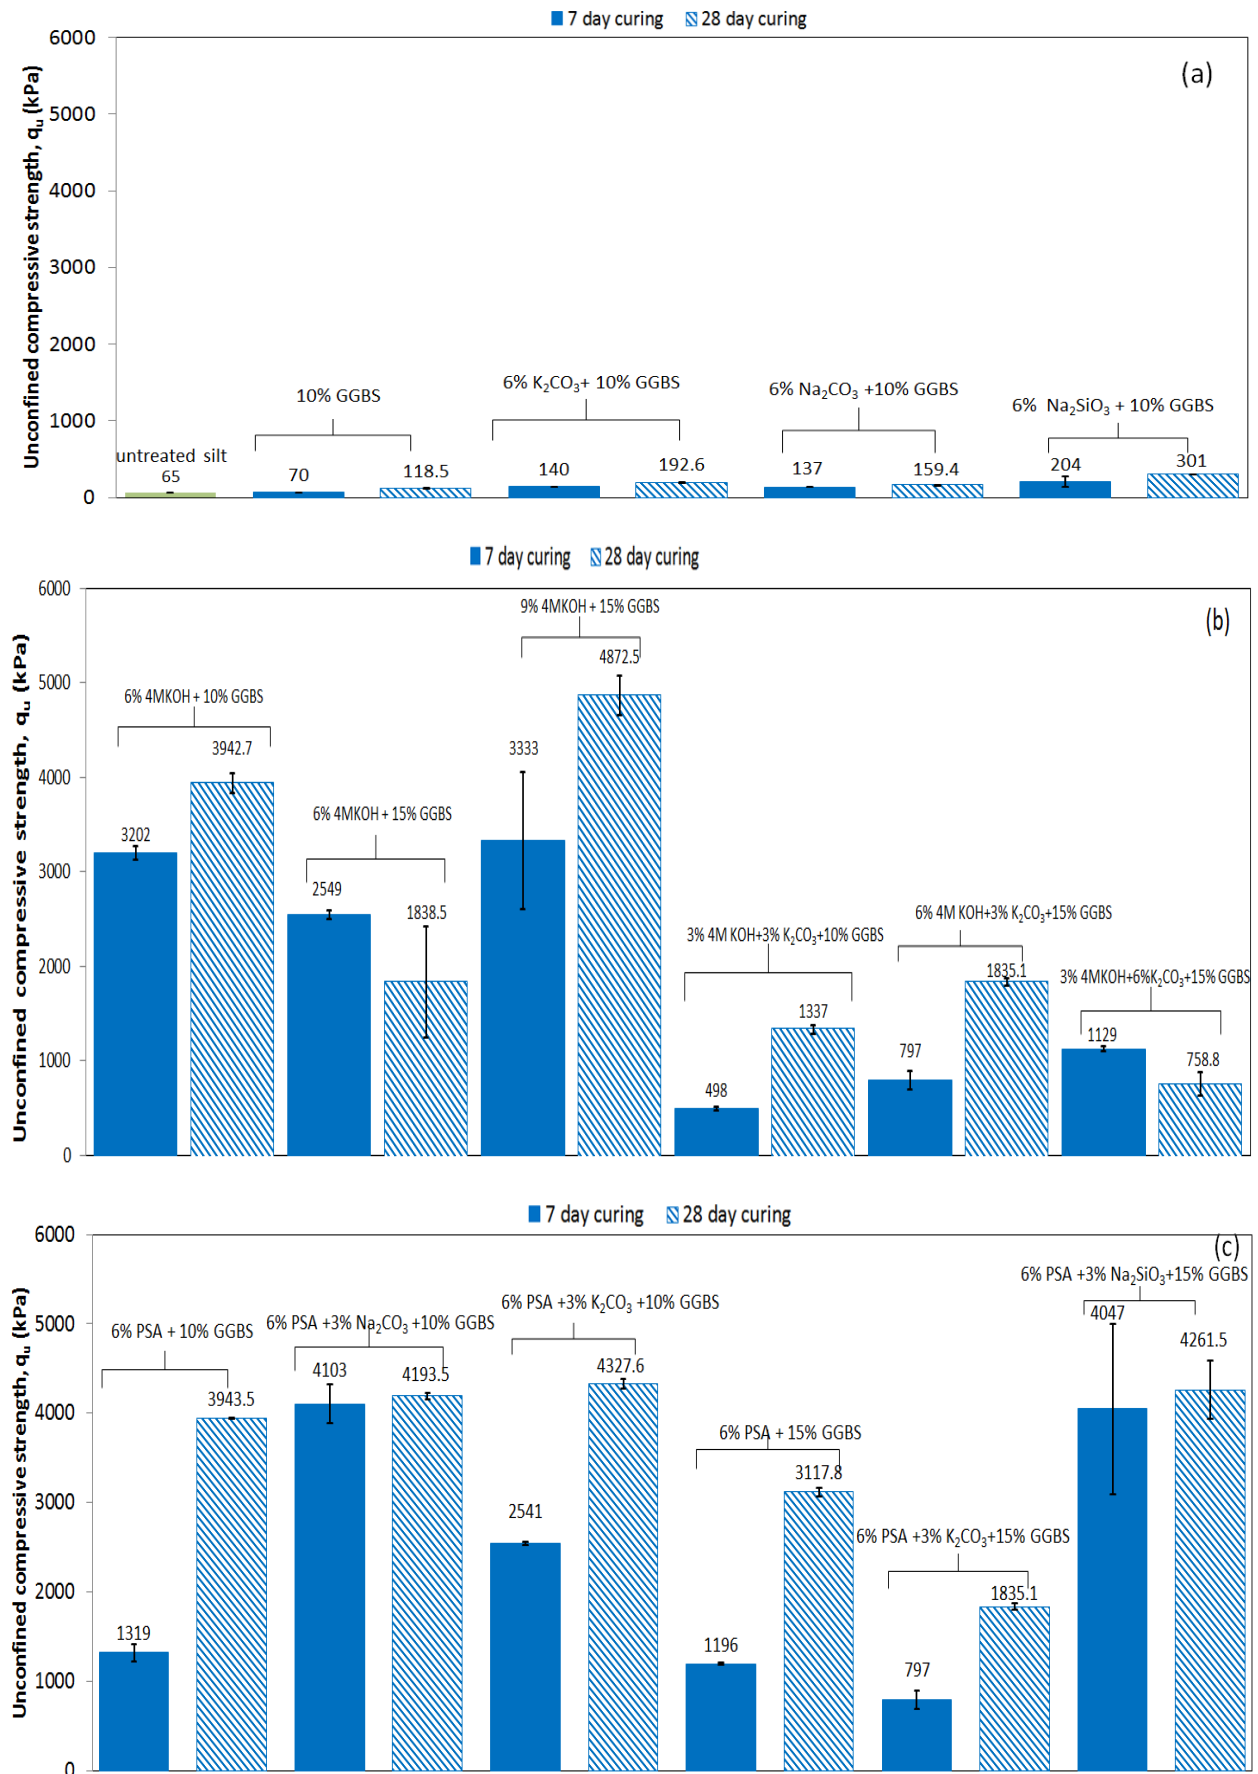 7 day curing 28 day curing
6000
(a)
5000
4000
3000
2000
1000
0
Unconfined compressive strength, qᵤ (kPa)
6% K₂CO₃+ 10% GGBS
6% Na₂CO₃ +10% GGBS
10% GGBS
6% Na₂SiO₃ + 10% GGBS
untreated silt
65
70
118.5
140
192.6
137
159.4
204
301
7 day curing 28 day curing
6000
(b)
5000
4000
3000
2000
1000
0
Unconfined compressive strength, qᵤ (kPa)
6% 4MKOH + 10% GGBS
3202
3942.7
6% 4MKOH + 15% GGBS
2549
1838.5
9% 4MKOH + 15% GGBS
3333
4872.5
3% 4M KOH+3% K₂CO₃+10% GGBS
498
1337
6% 4M KOH+3% K₂CO₃+15% GGBS
797
1835.1
3% 4MKOH+6%K₂CO₃+15% GGBS
1129
758.8
7 day curing 28 day curing
6000
(c)
5000
4000
3000
2000
1000
0
Unconfined compressive strength, qᵤ (kPa)
6% PSA + 10% GGBS
1319
3943.5
6% PSA +3% Na₂CO₃ +10% GGBS
4103
4193.5
6% PSA +3% K₂CO₃ +10% GGBS
2541
4327.6
6% PSA + 15% GGBS
1196
3117.8
6% PSA +3% K₂CO₃+15% GGBS
797
1835.1
6% PSA +3% Na₂SiO₃+15% GGBS
4047
4261.5